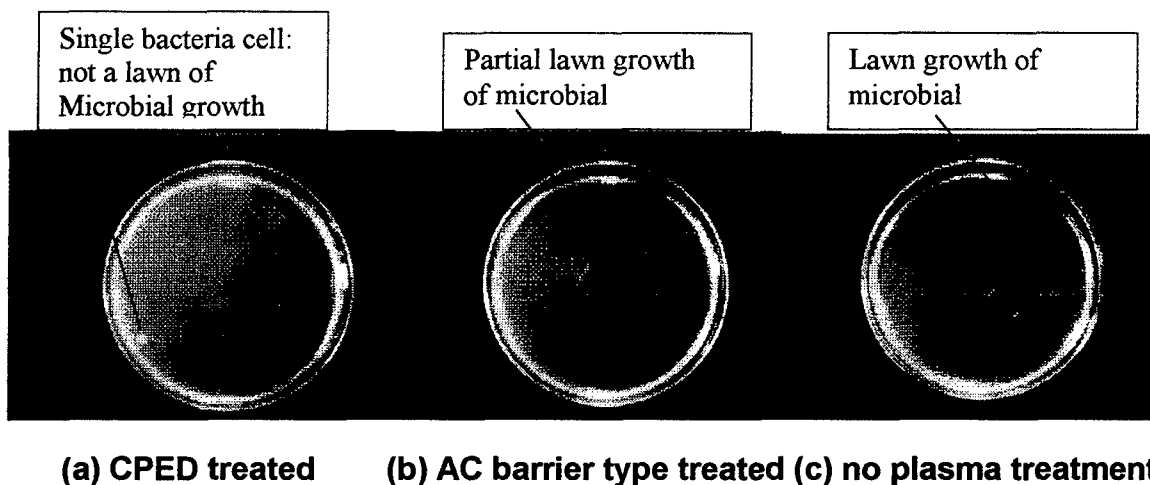 Single bacteria cell:
not a lawn of
Microbial growth
Partial lawn growth
of microbial
Lawn growth of
microbial
(a) CPED treated
(b) AC barrier type treated
(c) no plasma treatment